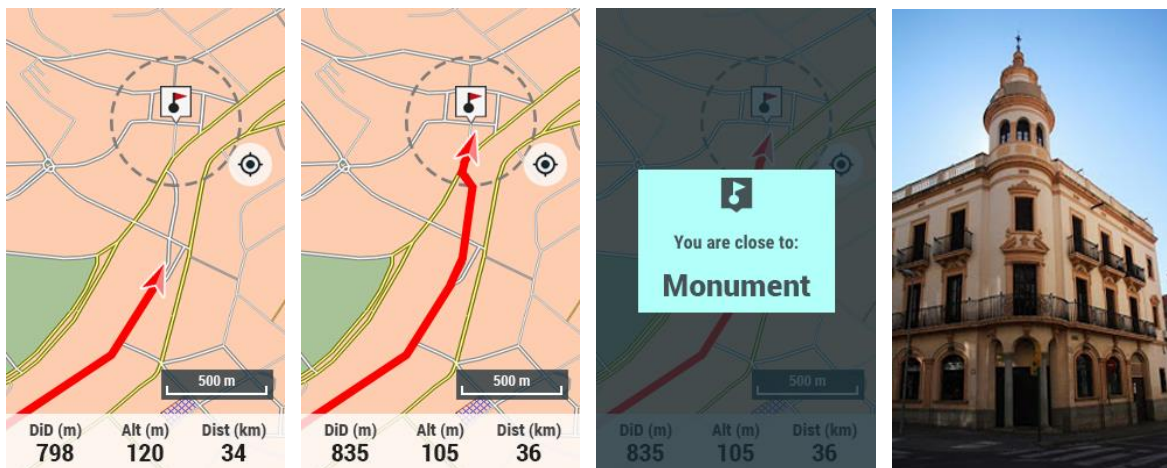 500 m
DiD (m) Alt (m) Dist (km)
798 120 34
500 m
DiD (m) Alt (m) Dist (km)
835 105 36
You are close to:
Monument
500 m
DiD (m) Alt (m) Dist (km)
835 105 36